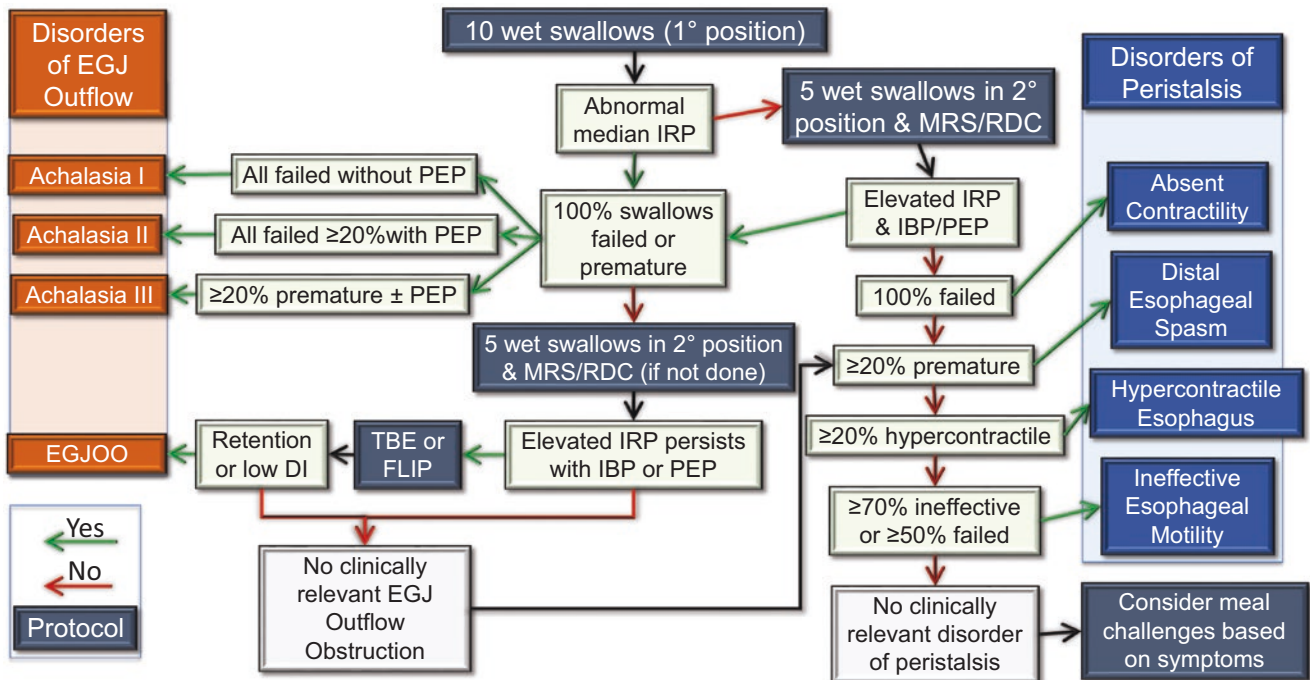 Disorders
of EGJ
Outflow
10 wet swallows (1° position)
Disorders of
Peristalsis
Abnormal
median IRP
5 wet swallows in 2°
position & MRS/RDC
Achalasia I
All failed without PEP
100% swallows
failed or
premature
Elevated IRP
& IBP/PEP
Absent
Contractility
Achalasia II
All failed ≥20%with PEP
Achalasia III
≥20% premature ± PEP
100% failed
Distal
Esophageal
Spasm
5 wet swallows in 2° position
& MRS/RDC (if not done)
≥20% premature
Hypercontractile
Esophagus
EGJOO
Retention
or low DI
TBE or
FLIP
Elevated IRP persists
with IBP or PEP
≥20% hypercontractile
≥70% ineffective
or ≥50% failed
Ineffective
Esophageal
Motility
Yes
No
Protocol
No clinically
relevant EGJ
Outflow
Obstruction
No clinically
relevant disorder
of peristalsis
Consider meal
challenges based
on symptoms